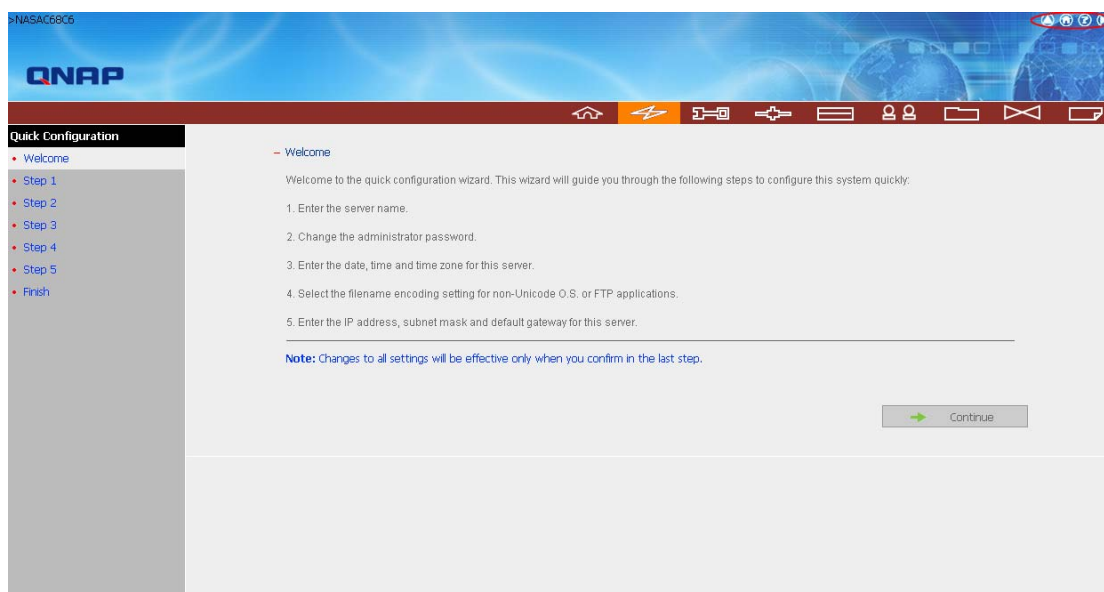 >NASAC68C6
QNAP
Quick Configuration
• Welcome
• Step 1
• Step 2
• Step 3
• Step 4
• Step 5
• Finish
– Welcome
Welcome to the quick configuration wizard. This wizard will guide you through the following steps to configure this system quickly:
1. Enter the server name.
2. Change the administrator password.
3. Enter the date, time and time zone for this server.
4. Select the filename encoding setting for non-Unicode O.S. or FTP applications.
5. Enter the IP address, subnet mask and default gateway for this server.
Note: Changes to all settings will be effective only when you confirm in the last step.
Continue